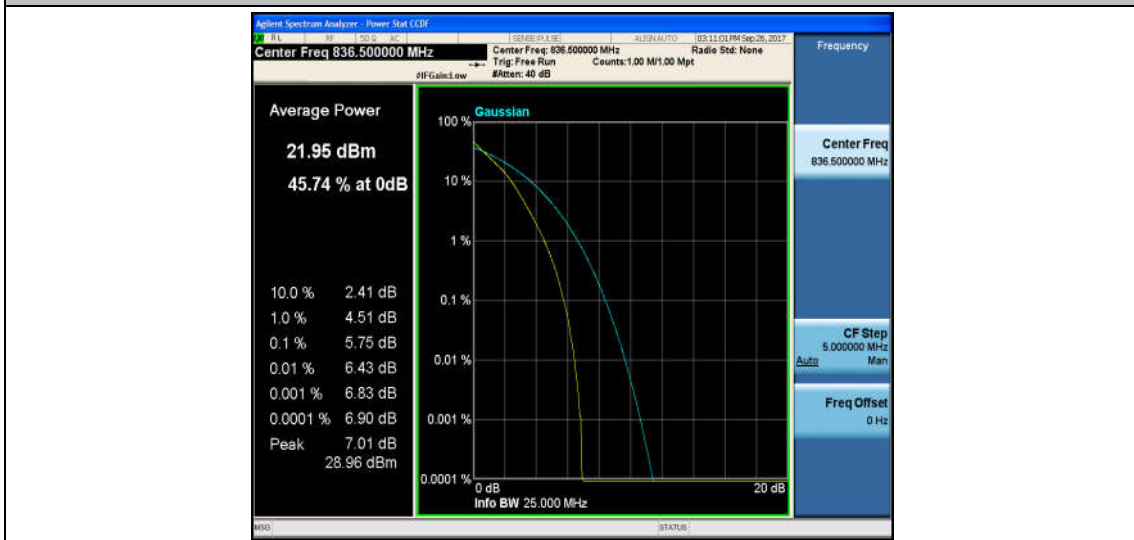 Agilent Spectrum Analyzer - Power Stat CCDF
RL RF 50 Ω AC SENSE:PULSE ALIGN AUTO 03:11:01 PM Sep 26, 2017
Center Freq 836.500000 MHz
Center Freq: 836.500000 MHz Radio Std: None
Trig: Free Run Counts:1.00 M/1.00 Mpt
#IFGain:Low #Atten: 40 dB
Frequency
Average Power
21.95 dBm
45.74 % at 0dB
10.0 % 2.41 dB
1.0 % 4.51 dB
0.1 % 5.75 dB
0.01 % 6.43 dB
0.001 % 6.83 dB
0.0001 % 6.90 dB
Peak 7.01 dB
28.96 dBm
Gaussian
100 %
10 %
1 %
0.1 %
0.01 %
0.001 %
0.0001 %
0 dB 20 dB
Info BW 25.000 MHz
Center Freq
836.500000 MHz
CF Step
5.000000 MHz
Auto Man
Freq Offset
0 Hz
MSG STATUS